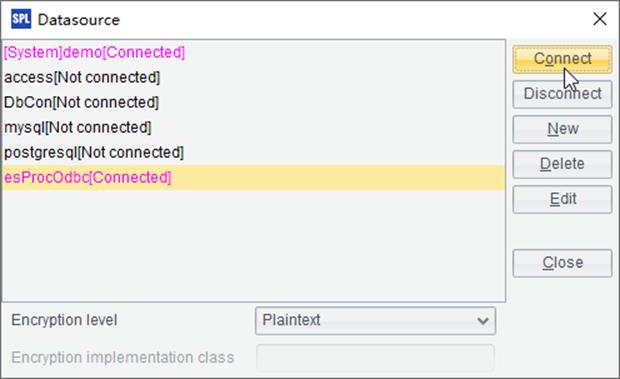 SPL Datasource
[System]demo[Connected]
access[Not connected]
DbCon[Not connected]
mysql[Not connected]
postgresql[Not connected]
esProcOdbc[Connected]
Connect
Disconnect
New
Delete
Edit
Close
Encryption level Plaintext
Encryption implementation class